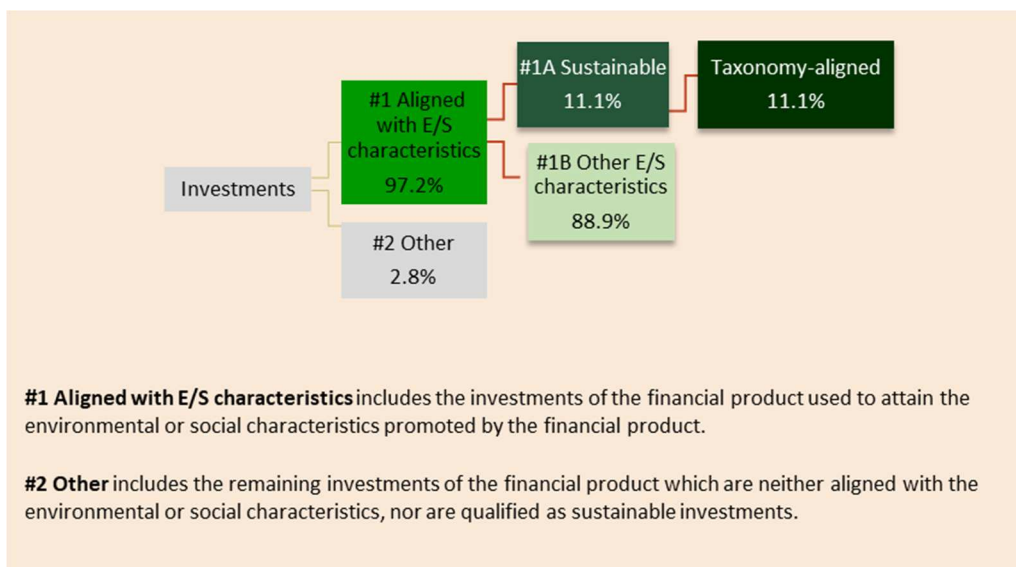 Investments
#1 Aligned
with E/S
characteristics
97.2%
#2 Other
2.8%
#1A Sustainable
11.1%
#1B Other E/S
characteristics
88.9%
Taxonomy-aligned
11.1%
#1 Aligned with E/S characteristics includes the investments of the financial product used to attain the
environmental or social characteristics promoted by the financial product.
#2 Other includes the remaining investments of the financial product which are neither aligned with the
environmental or social characteristics, nor are qualified as sustainable investments.